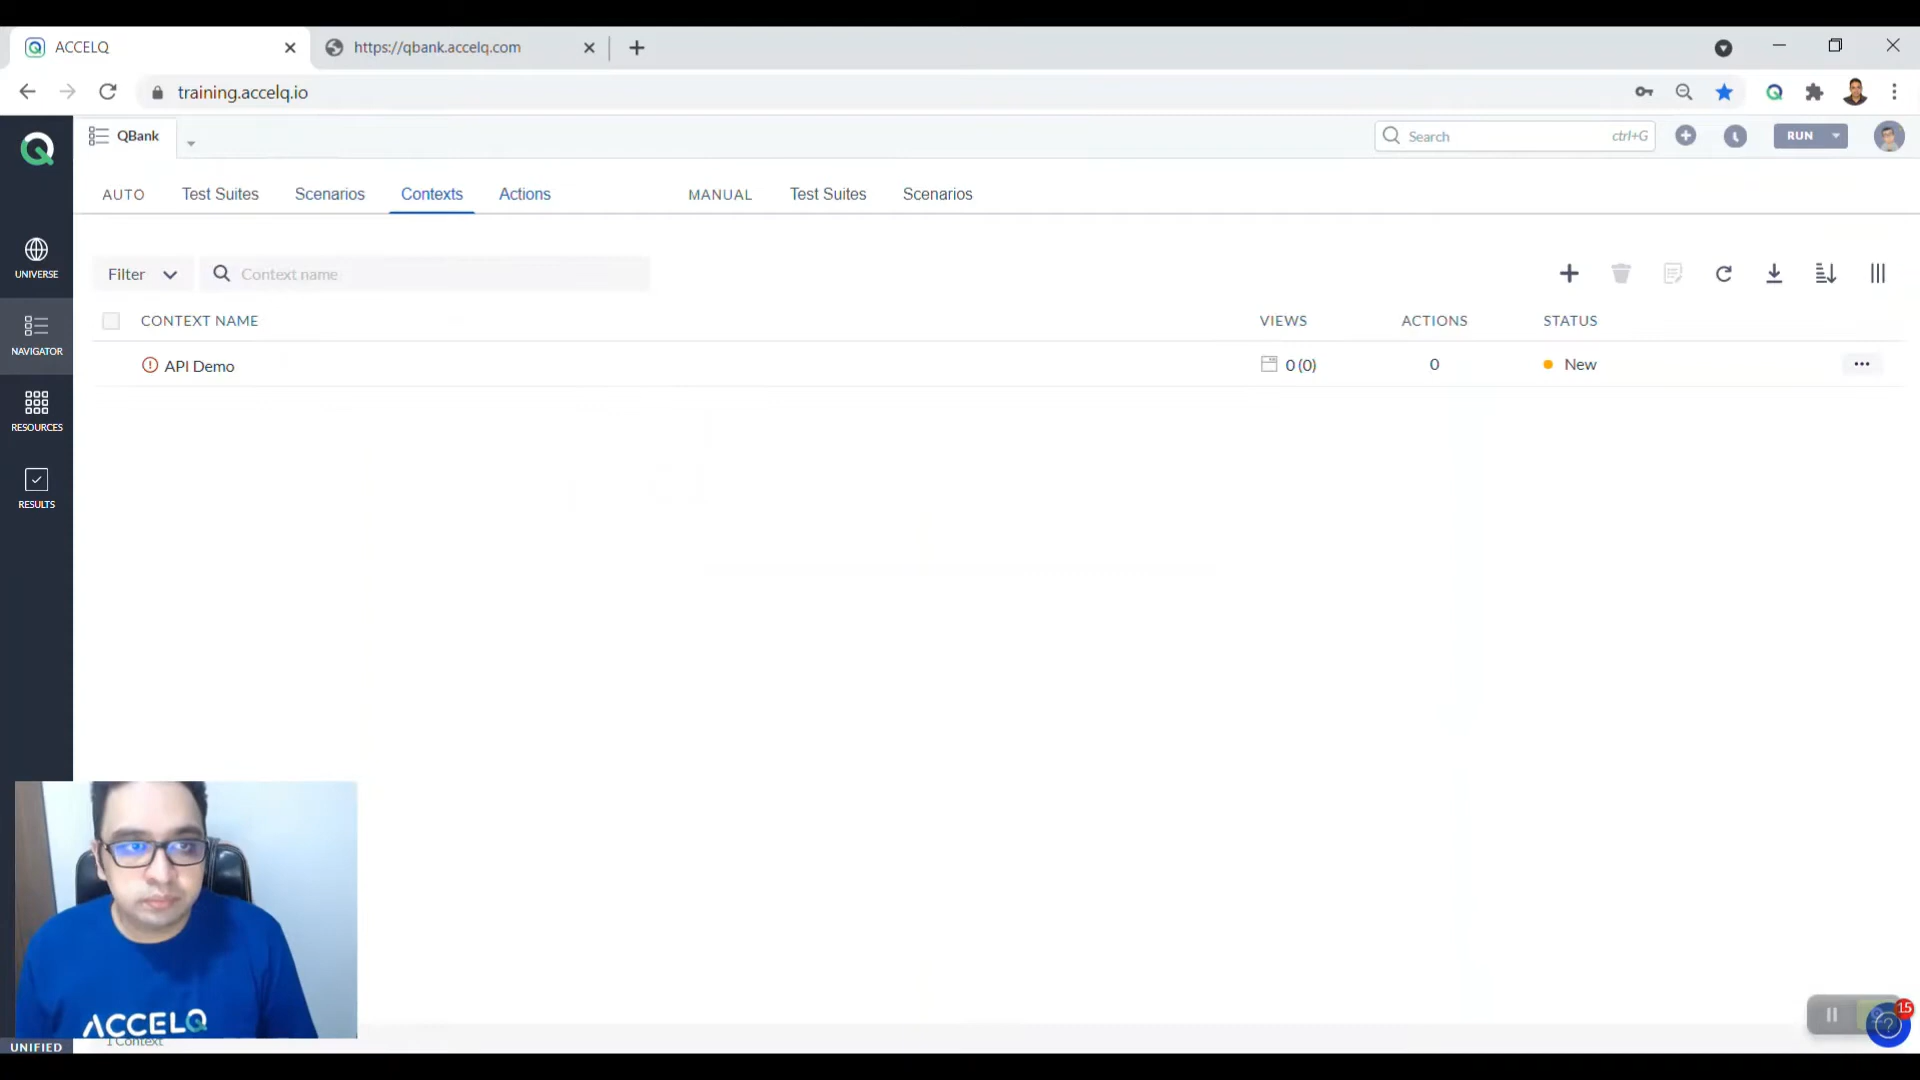 ACCELQ
https://qbank.accelq.com
training.accelq.io
QBank
Search
ctrl+G
RUN
AUTO
Test Suites
Scenarios
Contexts
Actions
MANUAL
Test Suites
Scenarios
UNIVERSE
NAVIGATOR
RESOURCES
RESULTS
Filter
Context name
CONTEXT NAME
VIEWS
ACTIONS
STATUS
API Demo
0 (0)
0
New
ACCELQ
1 Context
UNIFIED
15